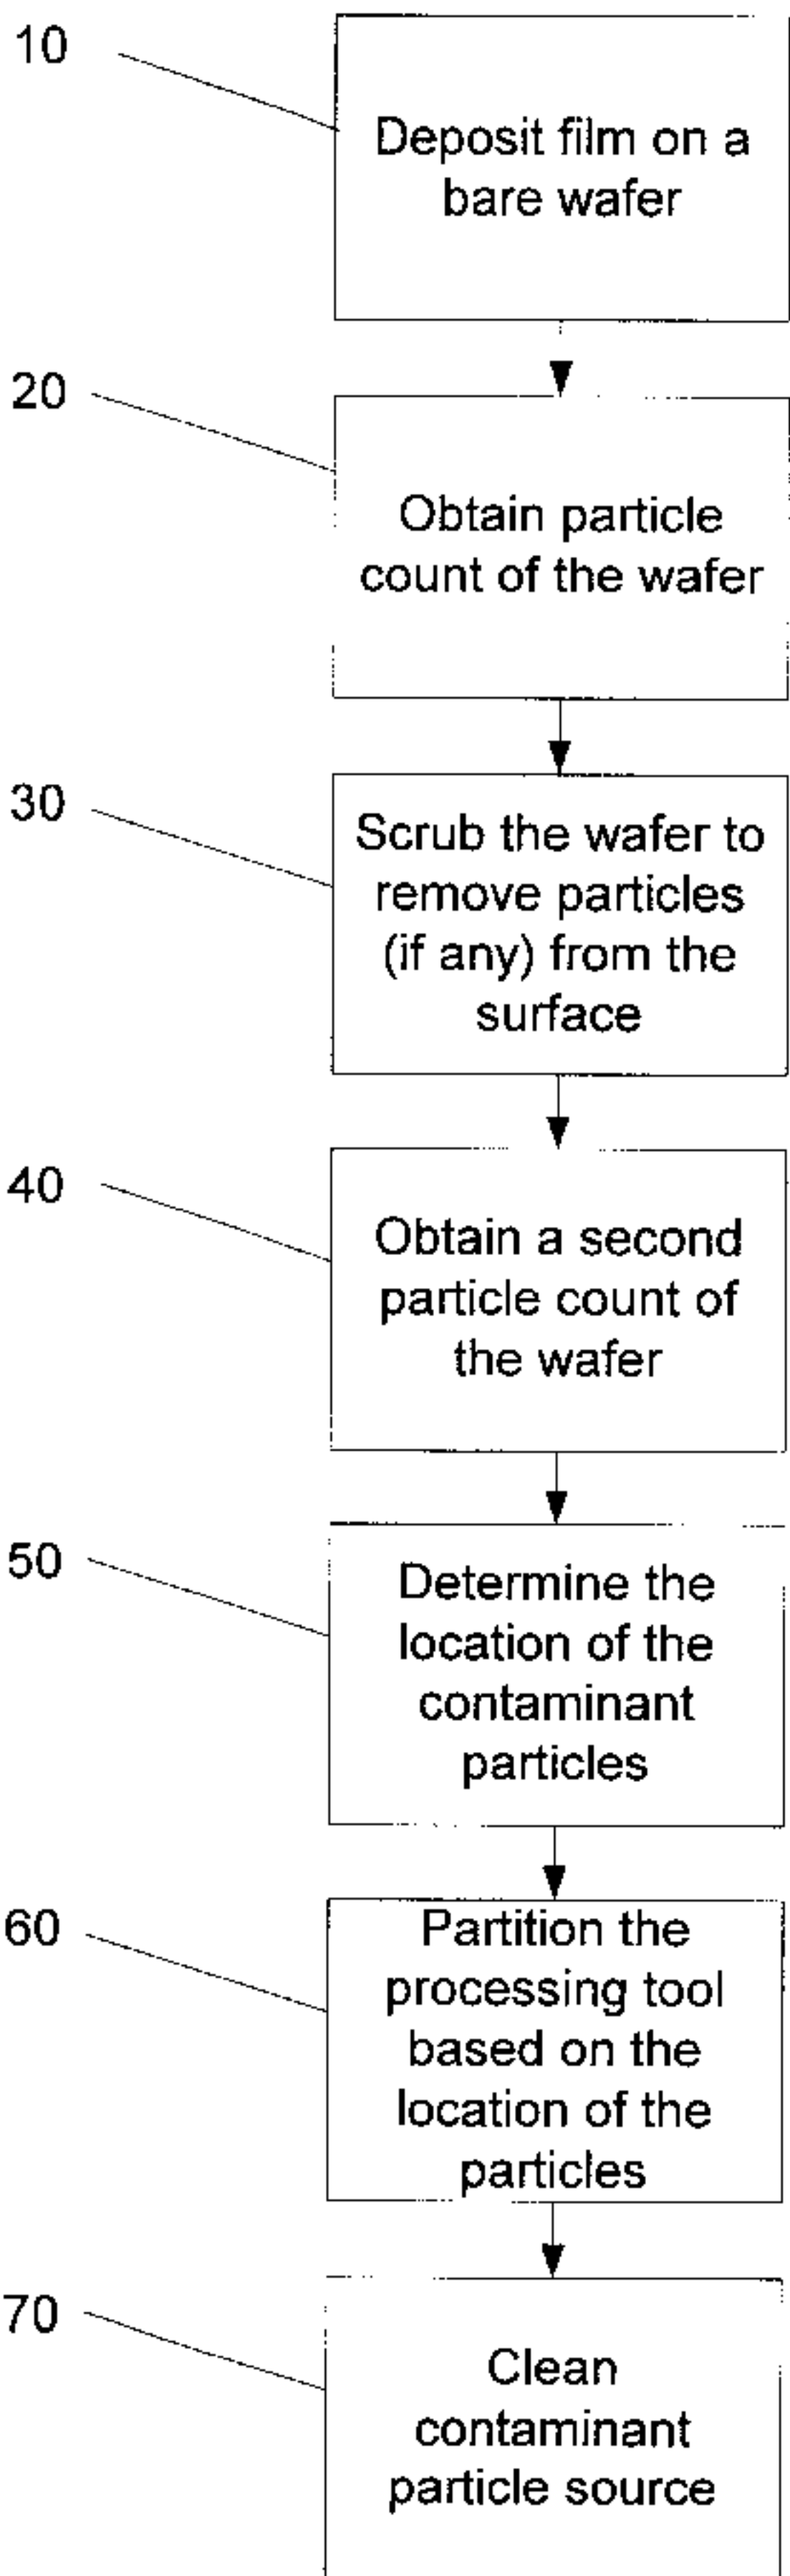 10
Deposit film on a
bare wafer
20
Obtain particle
count of the wafer
30
Scrub the wafer to
remove particles
(if any) from the
surface
40
Obtain a second
particle count of
the wafer
50
Determine the
location of the
contaminant
particles
60
Partition the
processing tool
based on the
location of the
particles
70
Clean
contaminant
particle source